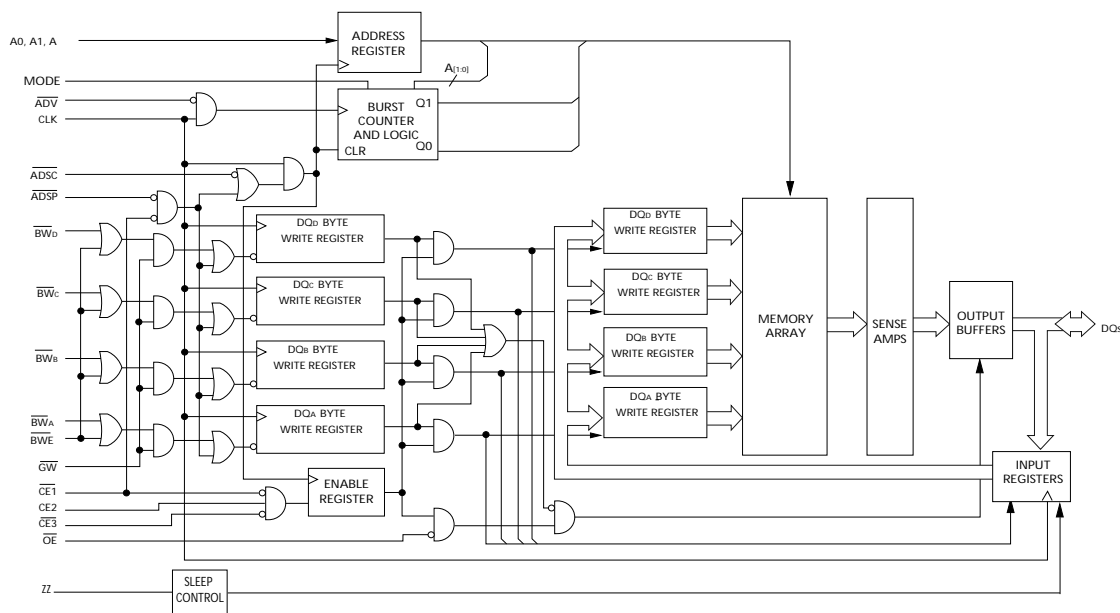 A0, A1, A
ADDRESS
REGISTER
A[1:0]
MODE
ADV
CLK
BURST
COUNTER
AND LOGIC
CLR
Q1
Q0
ADSC
ADSP
BWD
DQD BYTE
WRITE REGISTER
DQD BYTE
WRITE REGISTER
BWC
DQC BYTE
WRITE REGISTER
DQC BYTE
WRITE REGISTER
MEMORY
ARRAY
SENSE
AMPS
OUTPUT
BUFFERS
DQs
BWB
DQB BYTE
WRITE REGISTER
DQB BYTE
WRITE REGISTER
BWA
BWE
DQA BYTE
WRITE REGISTER
DQA BYTE
WRITE REGISTER
GW
CE1
CE2
CE3
OE
ENABLE
REGISTER
INPUT
REGISTERS
ZZ
SLEEP
CONTROL